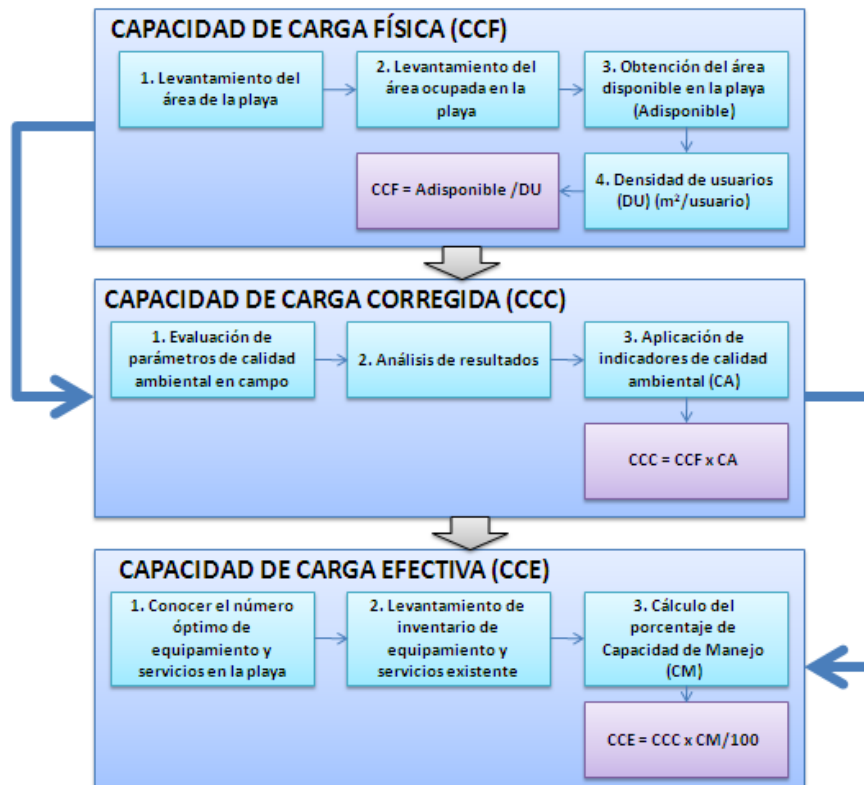 CAPACIDAD DE CARGA FÍSICA (CCF)
1. Levantamiento del
área de la playa
2. Levantamiento del
área ocupada en la
playa
3. Obtención del área
disponible en la playa
(Adisponible)
4. Densidad de usuarios
(DU) (m²/usuario)
CCF = Adisponible /DU
CAPACIDAD DE CARGA CORREGIDA (CCC)
1. Evaluación de
parámetros de calidad
ambiental en campo
2. Análisis de resultados
3. Aplicación de
indicadores de calidad
ambiental (CA)
CCC = CCF x CA
CAPACIDAD DE CARGA EFECTIVA (CCE)
1. Conocer el número
óptimo de
equipamiento y
servicios en la playa
2. Levantamiento de
inventario de
equipamiento y
servicios existente
3. Cálculo del
porcentaje de
Capacidad de Manejo
(CM)
CCE = CCC x CM/100